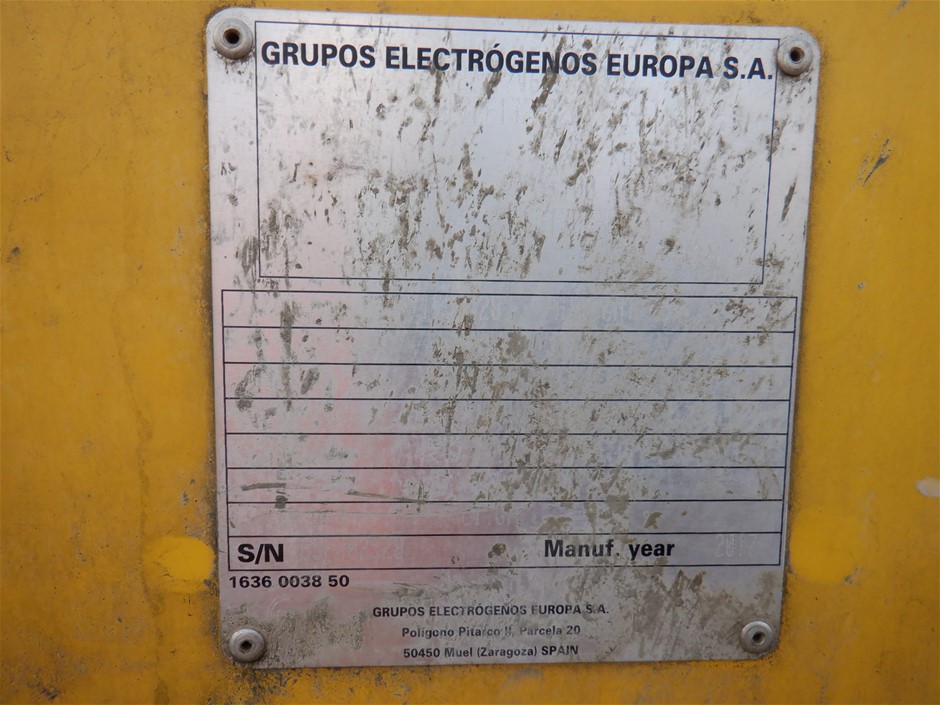 GRUPOS ELECTRÓGENOS EUROPA S.A.
S/N Manuf. year 2017
1636 0038 50
GRUPOS ELECTRÓGENOS EUROPA S.A.
Polígono Pitarco II, Parcela 20
50450 Muel (Zaragoza) SPAIN